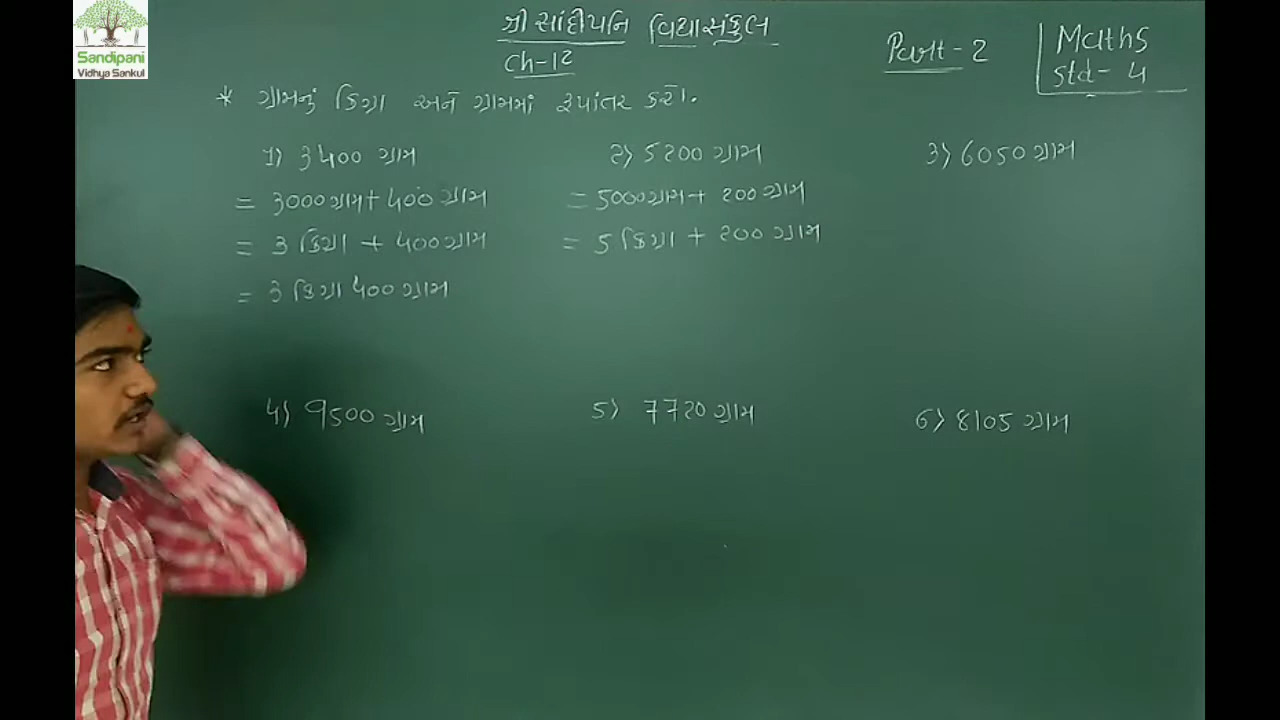 Sandipani
Vidhya Sankul
શ્રી સાંદીપનિ વિદ્યાસંકુલ
Ch-12
Part-2
Maths
Std-4
* ગ્રામનું કિગ્રા અને ગ્રામમાં રૂપાંતર કરો.
1) 3400 ગ્રામ
= 3000 ગ્રામ + 400 ગ્રામ
= 3 કિગ્રા + 400 ગ્રામ
= 3 કિગ્રા 400 ગ્રામ
2) 5200 ગ્રામ
= 5000 ગ્રામ + 200 ગ્રામ
= 5 કિગ્રા + 200 ગ્રામ
3) 6050 ગ્રામ
4) 9500 ગ્રામ
5) 7720 ગ્રામ
6) 8105 ગ્રામ